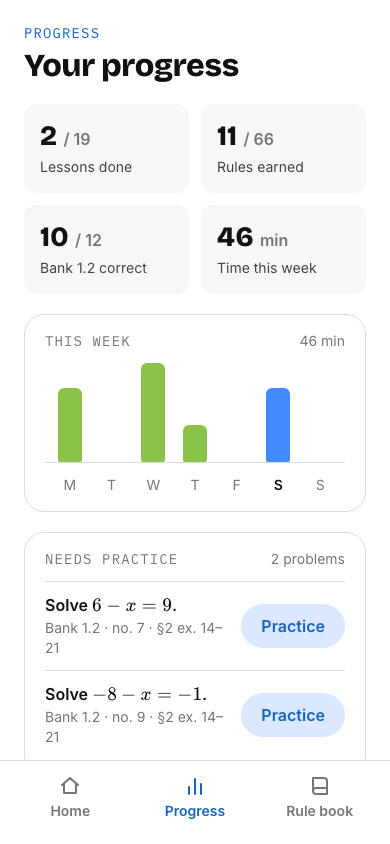 PROGRESS
Your progress
2 / 19
Lessons done
11 / 66
Rules earned
10 / 12
Bank 1.2 correct
46 min
Time this week
THIS WEEK
46 min
M T W T F S S
NEEDS PRACTICE
2 problems
Solve 6 − x = 9.
Bank 1.2 · no. 7 · §2 ex. 14–
21
Practice
Solve −8 − x = −1.
Bank 1.2 · no. 9 · §2 ex. 14–
21
Practice
Home
Progress
Rule book